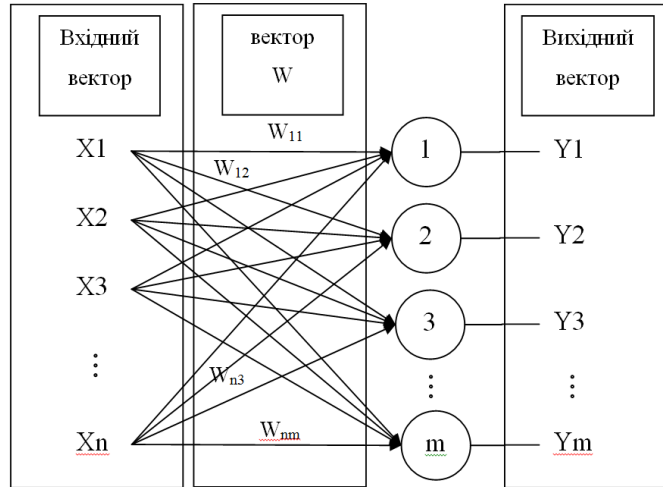 Вхідний
вектор
вектор
W
Вихідний
вектор
X1
W11
1
Y1
W12
X2
2
Y2
X3
3
Y3
Wn3
Xn
Wnm
m
Ym